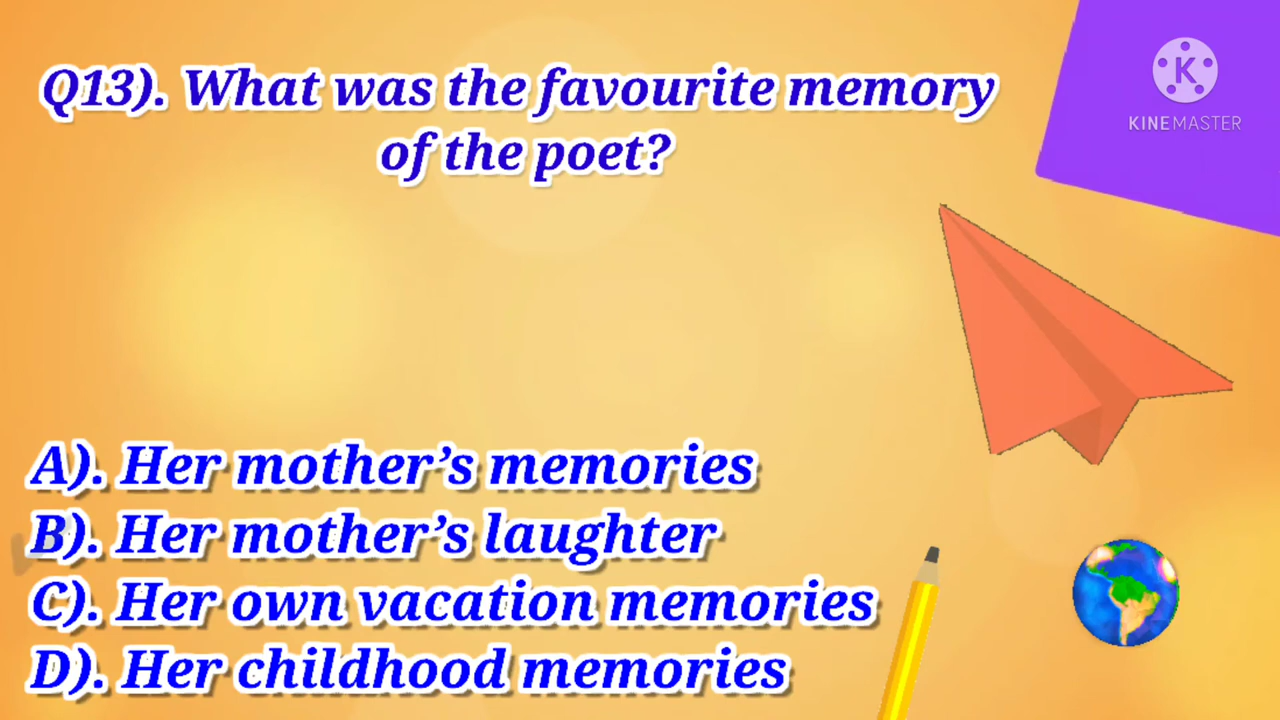 Q13). What was the favourite memory
of the poet?
K
KINEMASTER
A). Her mother’s memories
B). Her mother’s laughter
C). Her own vacation memories
D). Her childhood memories